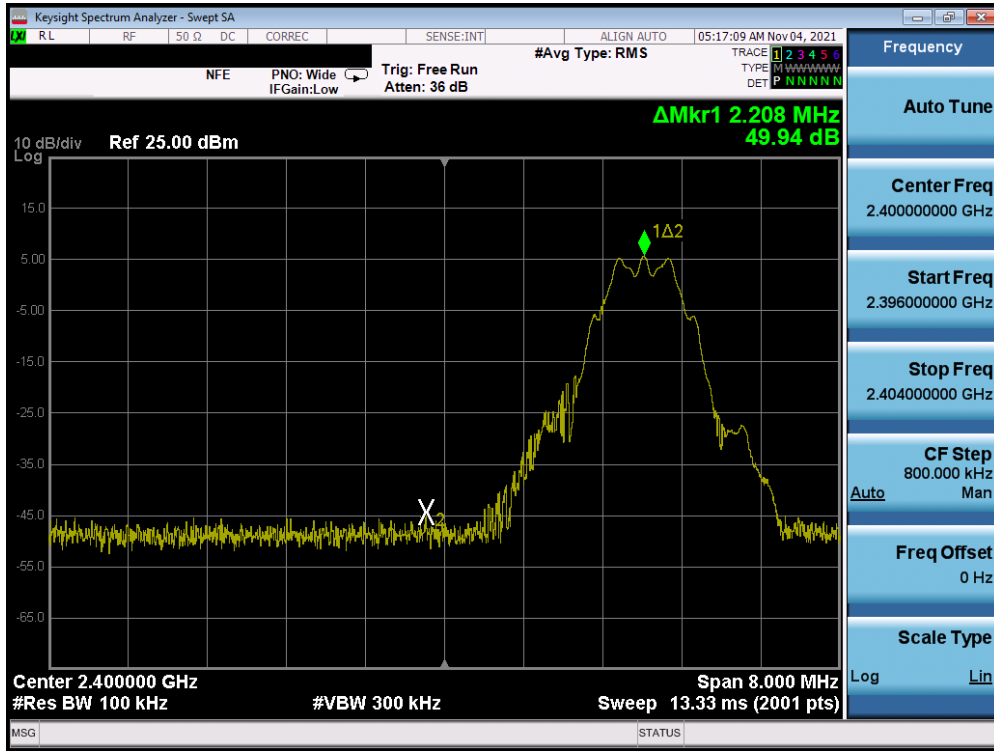 Keysight Spectrum Analyzer - Swept SA
LXI RL RF 50 Ω DC CORREC SENSE:INT ALIGN AUTO 05:17:09 AM Nov 04, 2021
NFE PNO: Wide Trig: Free Run #Avg Type: RMS TRACE 1 2 3 4 5 6
IFGain:Low Atten: 36 dB TYPE M WWWWW
DET P N N N N N
ΔMkr1 2.208 MHz
49.94 dB
10 dB/div Ref 25.00 dBm
Log
15.0
1Δ2
5.00
-5.00
-15.0
-25.0
-35.0
-45.0
X2
-55.0
-65.0
Center 2.400000 GHz Span 8.000 MHz
#Res BW 100 kHz #VBW 300 kHz Sweep 13.33 ms (2001 pts)
MSG STATUS
Frequency
Auto Tune
Center Freq
2.400000000 GHz
Start Freq
2.396000000 GHz
Stop Freq
2.404000000 GHz
CF Step
800.000 kHz
Auto Man
Freq Offset
0 Hz
Scale Type
Log Lin